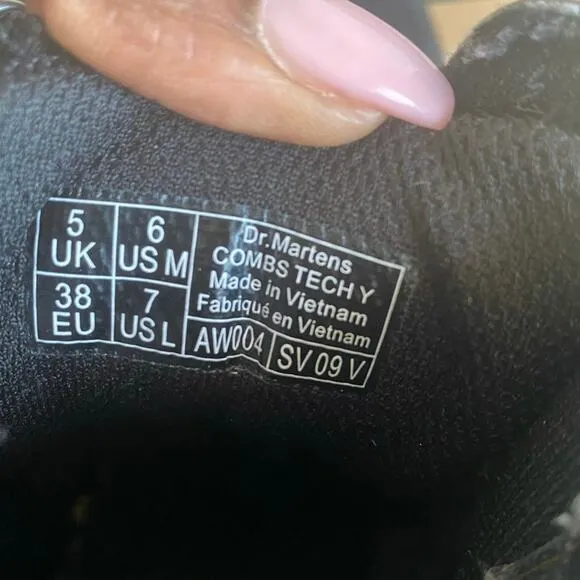 5
UK
6
US M
38
EU
7
US L
Dr.Martens
COMBS TECH Y
Made in Vietnam
Fabriqué en Vietnam
AW004
SV 09 V